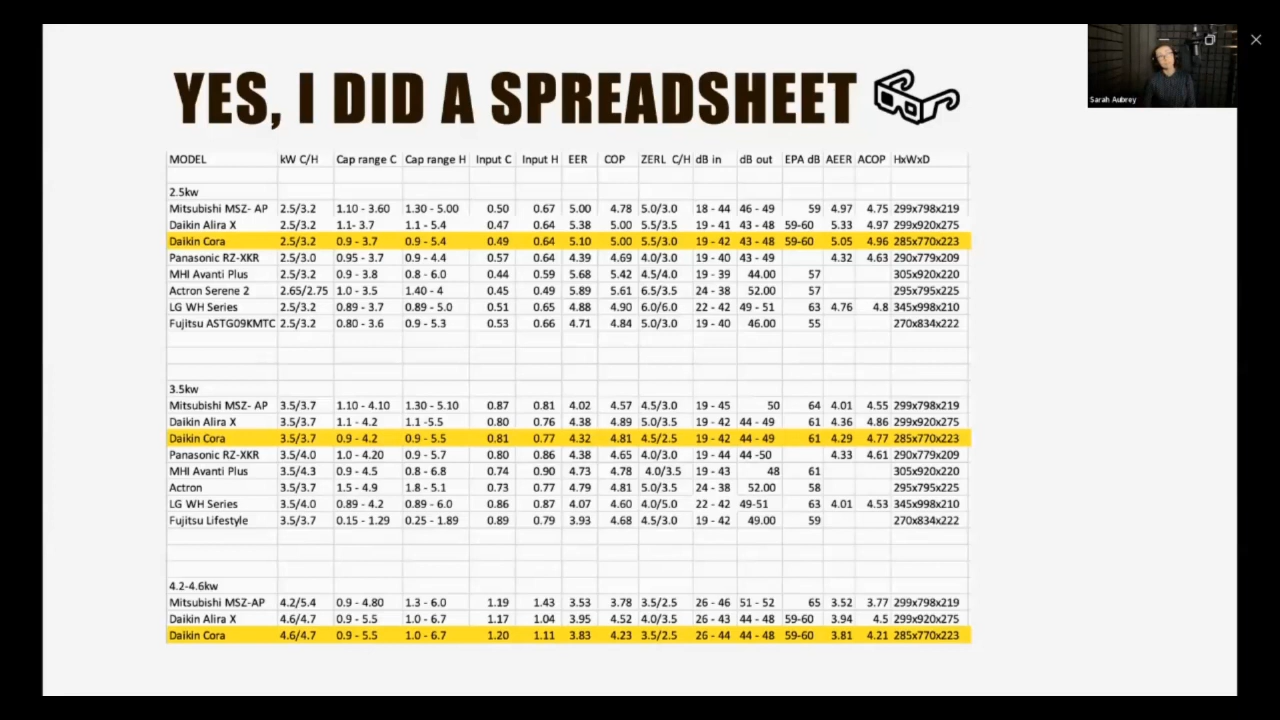 Sarah Aubrey
YES, I DID A SPREADSHEET
MODEL kW C/H Cap range C Cap range H Input C Input H EER COP ZERL C/H dB in dB out EPA dB AEER ACOP HxWxD
2.5kw
Mitsubishi MSZ- AP 2.5/3.2 1.10 - 3.60 1.30 - 5.00 0.50 0.67 5.00 4.78 5.0/3.0 18 - 44 46 - 49 59 4.97 4.75 299x798x219
Daikin Alira X 2.5/3.2 1.1- 3.7 1.1 - 5.4 0.47 0.64 5.38 5.00 5.5/3.5 19 - 41 43 - 48 59-60 5.33 4.97 299x920x275
Daikin Cora 2.5/3.2 0.9 - 3.7 0.9 - 5.4 0.49 0.64 5.10 5.00 5.5/3.0 19 - 42 43 - 48 59-60 5.05 4.96 285x770x223
Panasonic RZ-XKR 2.5/3.0 0.95 - 3.7 0.9 - 4.4 0.57 0.64 4.39 4.69 4.0/3.0 19 - 40 43 - 49 4.32 4.63 290x779x209
MHI Avanti Plus 2.5/3.2 0.9 - 3.8 0.8 - 6.0 0.44 0.59 5.68 5.42 4.5/4.0 19 - 39 44.00 57 305x920x220
Actron Serene 2 2.65/2.75 1.0 - 3.5 1.40 - 4 0.45 0.49 5.89 5.61 6.5/3.5 24 - 38 52.00 57 295x795x225
LG WH Series 2.5/3.2 0.89 - 3.7 0.89 - 5.0 0.51 0.65 4.88 4.90 6.0/6.0 22 - 42 49 - 51 63 4.76 4.8 345x998x210
Fujitsu ASTG09KMTC 2.5/3.2 0.80 - 3.6 0.9 - 5.3 0.53 0.66 4.71 4.84 5.0/3.0 19 - 40 46.00 55 270x834x222
3.5kw
Mitsubishi MSZ- AP 3.5/3.7 1.10 - 4.10 1.30 - 5.10 0.87 0.81 4.02 4.57 4.5/3.0 19 - 45 50 64 4.01 4.55 299x798x219
Daikin Alira X 3.5/3.7 1.1 - 4.2 1.1 -5.5 0.80 0.76 4.38 4.89 5.0/3.5 19 - 42 44 - 49 61 4.36 4.86 299x920x275
Daikin Cora 3.5/3.7 0.9 - 4.2 0.9 - 5.5 0.81 0.77 4.32 4.81 4.5/2.5 19 - 42 44 - 49 61 4.29 4.77 285x770x223
Panasonic RZ-XKR 3.5/4.0 1.0 - 4.20 0.9 - 5.7 0.80 0.86 4.38 4.65 4.0/3.0 19 - 44 44 -50 4.33 4.61 290x779x209
MHI Avanti Plus 3.5/4.3 0.9 - 4.5 0.8 - 6.8 0.74 0.90 4.73 4.78 4.0/3.5 19 - 43 48 61 305x920x220
Actron 3.5/3.7 1.5 - 4.9 1.8 - 5.1 0.73 0.77 4.79 4.81 5.0/3.5 24 - 38 52.00 58 295x795x225
LG WH Series 3.5/4.0 0.89 - 4.2 0.89 - 6.0 0.86 0.87 4.07 4.60 4.0/5.0 22 - 42 49-51 63 4.01 4.53 345x998x210
Fujitsu Lifestyle 3.5/3.7 0.15 - 1.29 0.25 - 1.89 0.89 0.79 3.93 4.68 4.5/3.0 19 - 42 49.00 59 270x834x222
4.2-4.6kw
Mitsubishi MSZ-AP 4.2/5.4 0.9 - 4.80 1.3 - 6.0 1.19 1.43 3.53 3.78 3.5/2.5 26 - 46 51 - 52 65 3.52 3.77 299x798x219
Daikin Alira X 4.6/4.7 0.9 - 5.5 1.0 - 6.7 1.17 1.04 3.95 4.52 4.0/3.5 26 - 43 44 - 48 59-60 3.94 4.5 299x920x275
Daikin Cora 4.6/4.7 0.9 - 5.5 1.0 - 6.7 1.20 1.11 3.83 4.23 3.5/2.5 26 - 44 44 - 48 59-60 3.81 4.21 285x770x223